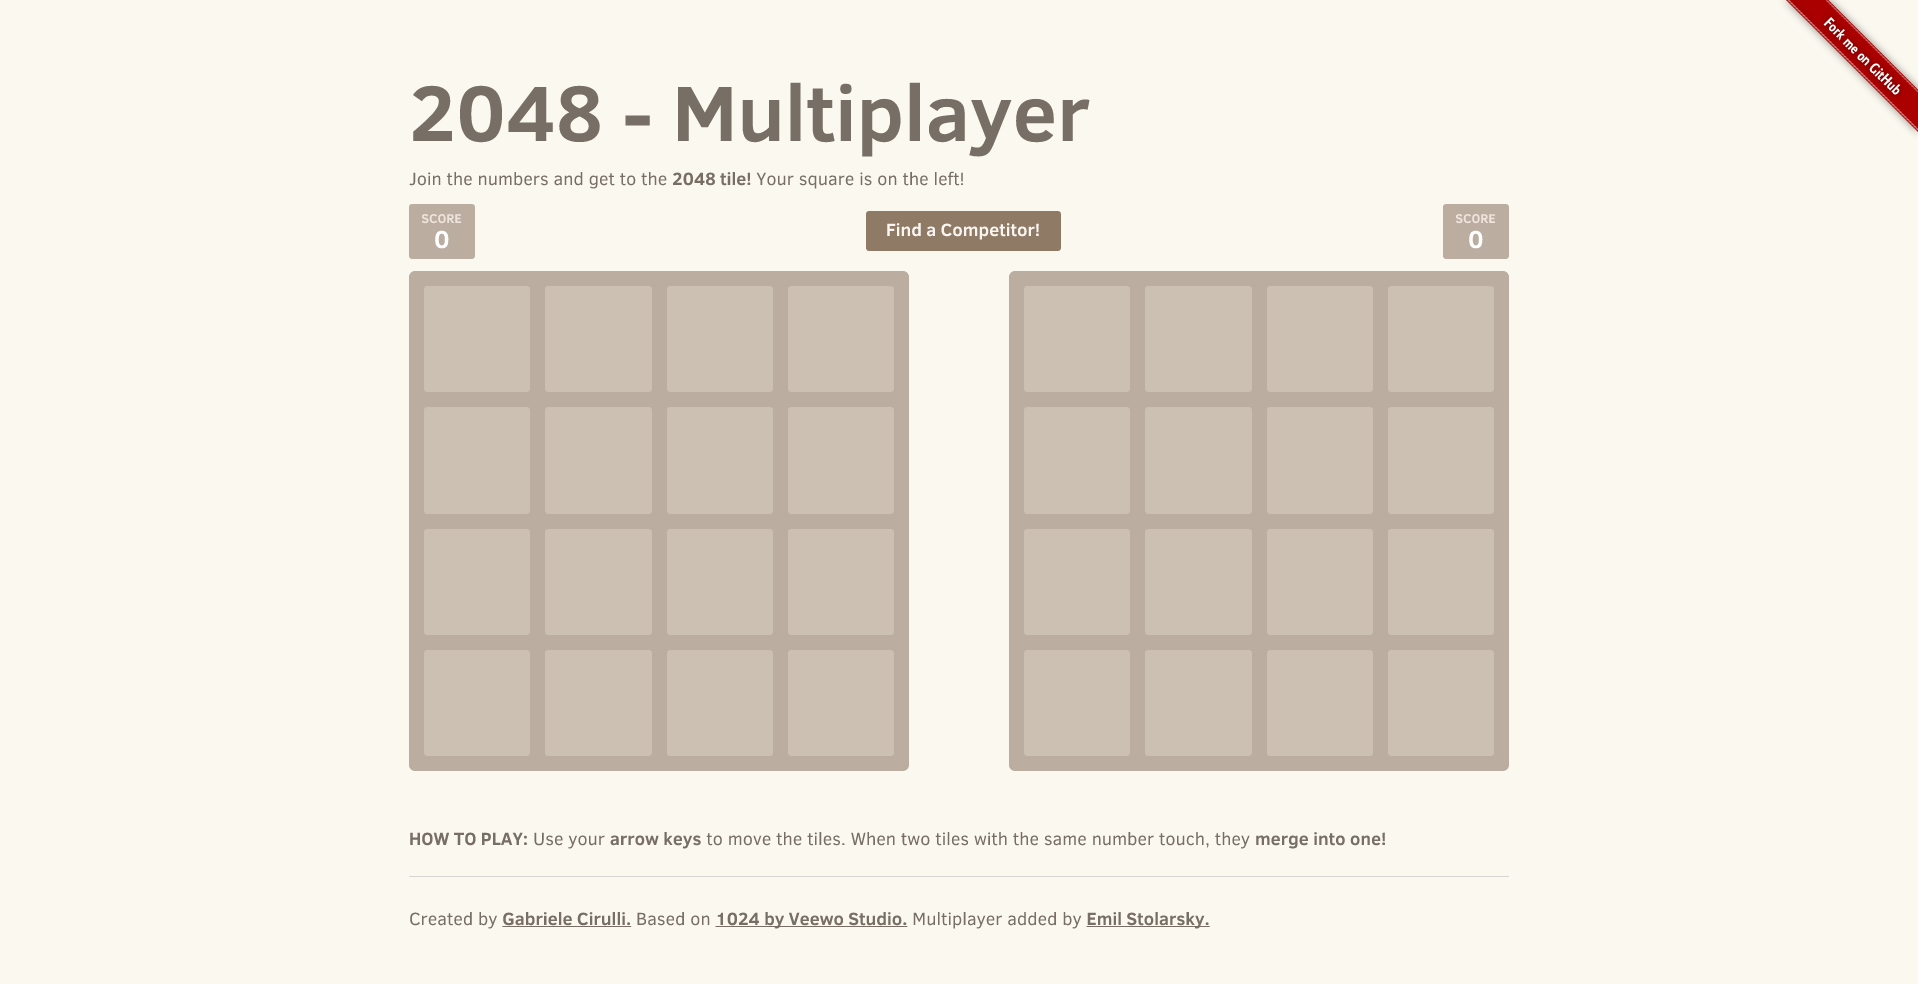 Fork me on GitHub
2048 - Multiplayer
Join the numbers and get to the 2048 tile! Your square is on the left!
SCORE
0
Find a Competitor!
SCORE
0
HOW TO PLAY: Use your arrow keys to move the tiles. When two tiles with the same number touch, they merge into one!
Created by Gabriele Cirulli. Based on 1024 by Veewo Studio. Multiplayer added by Emil Stolarsky.